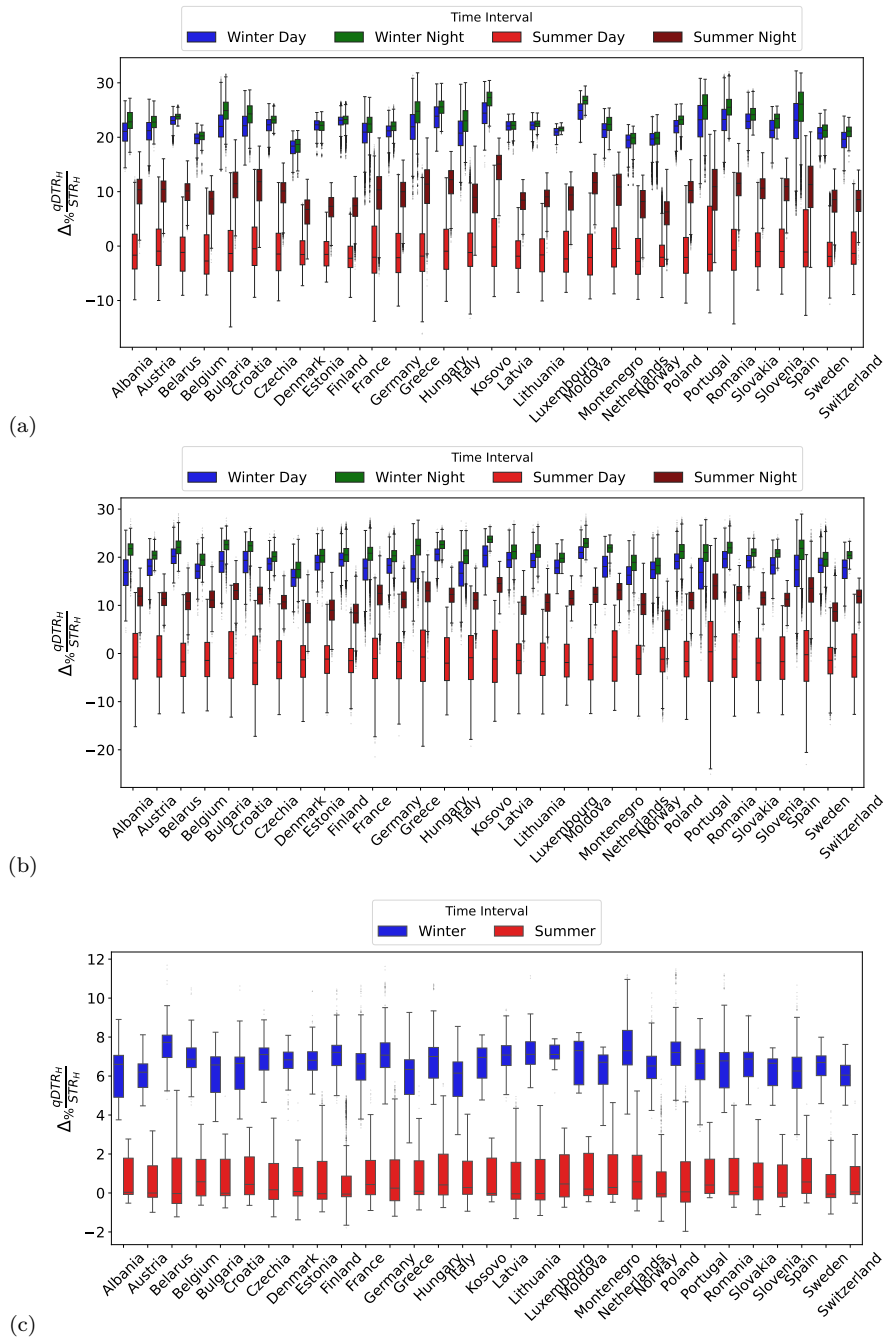 Time Interval
Winter Day Winter Night Summer Day Summer Night
30
20
10
0
−10
Δ% qDTR_H / STR_H
Albania Austria Belarus Belgium Bulgaria Croatia Czechia Denmark Estonia Finland France Germany Greece Hungary Italy Kosovo Latvia Lithuania Luxembourg Moldova Montenegro Netherlands Norway Poland Portugal Romania Slovakia Slovenia Spain Sweden Switzerland
(a)
Time Interval
Winter Day Winter Night Summer Day Summer Night
30
20
10
0
−10
−20
Δ% qDTR_H / STR_H
Albania Austria Belarus Belgium Bulgaria Croatia Czechia Denmark Estonia Finland France Germany Greece Hungary Italy Kosovo Latvia Lithuania Luxembourg Moldova Montenegro Netherlands Norway Poland Portugal Romania Slovakia Slovenia Spain Sweden Switzerland
(b)
Time Interval
Winter Summer
12
10
8
6
4
2
0
−2
Δ% qDTR_H / STR_H
Albania Austria Belarus Belgium Bulgaria Croatia Czechia Denmark Estonia Finland France Germany Greece Hungary Italy Kosovo Latvia Lithuania Luxembourg Moldova Montenegro Netherlands Norway Poland Portugal Romania Slovakia Slovenia Spain Sweden Switzerland
(c)